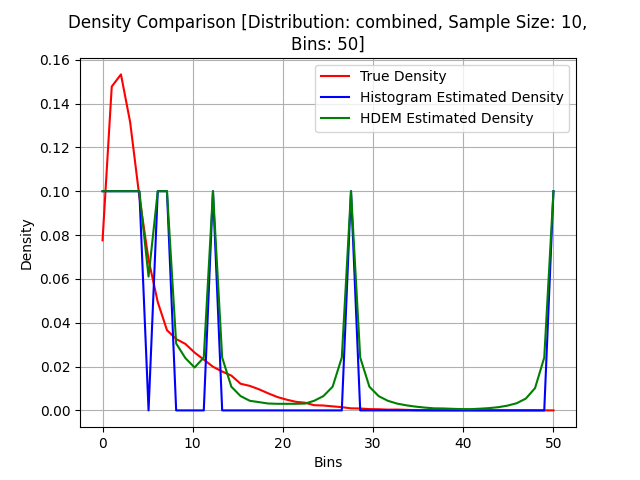 Density Comparison [Distribution: combined, Sample Size: 10,
Bins: 50]
True Density
Histogram Estimated Density
HDEM Estimated Density
Density
0.16
0.14
0.12
0.10
0.08
0.06
0.04
0.02
0.00
0 10 20 30 40 50
Bins